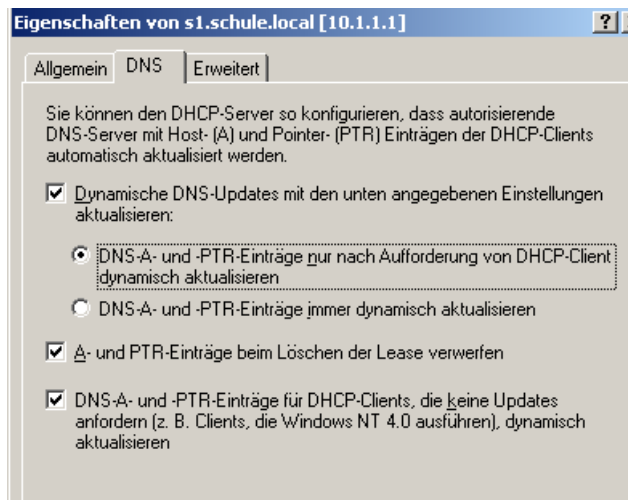 Eigenschaften von s1.schule.local [10.1.1.1]
?
Allgemein DNS Erweitert
Sie können den DHCP-Server so konfigurieren, dass autorisierende
DNS-Server mit Host- (A) und Pointer- (PTR) Einträgen der DHCP-Clients
automatisch aktualisiert werden.
Dynamische DNS-Updates mit den unten angegebenen Einstellungen
aktualisieren:
DNS-A- und -PTR-Einträge nur nach Aufforderung von DHCP-Client
dynamisch aktualisieren
DNS-A- und -PTR-Einträge immer dynamisch aktualisieren
A- und PTR-Einträge beim Löschen der Lease verwerfen
DNS-A- und -PTR-Einträge für DHCP-Clients, die keine Updates
anfordern (z. B. Clients, die Windows NT 4.0 ausführen), dynamisch
aktualisieren